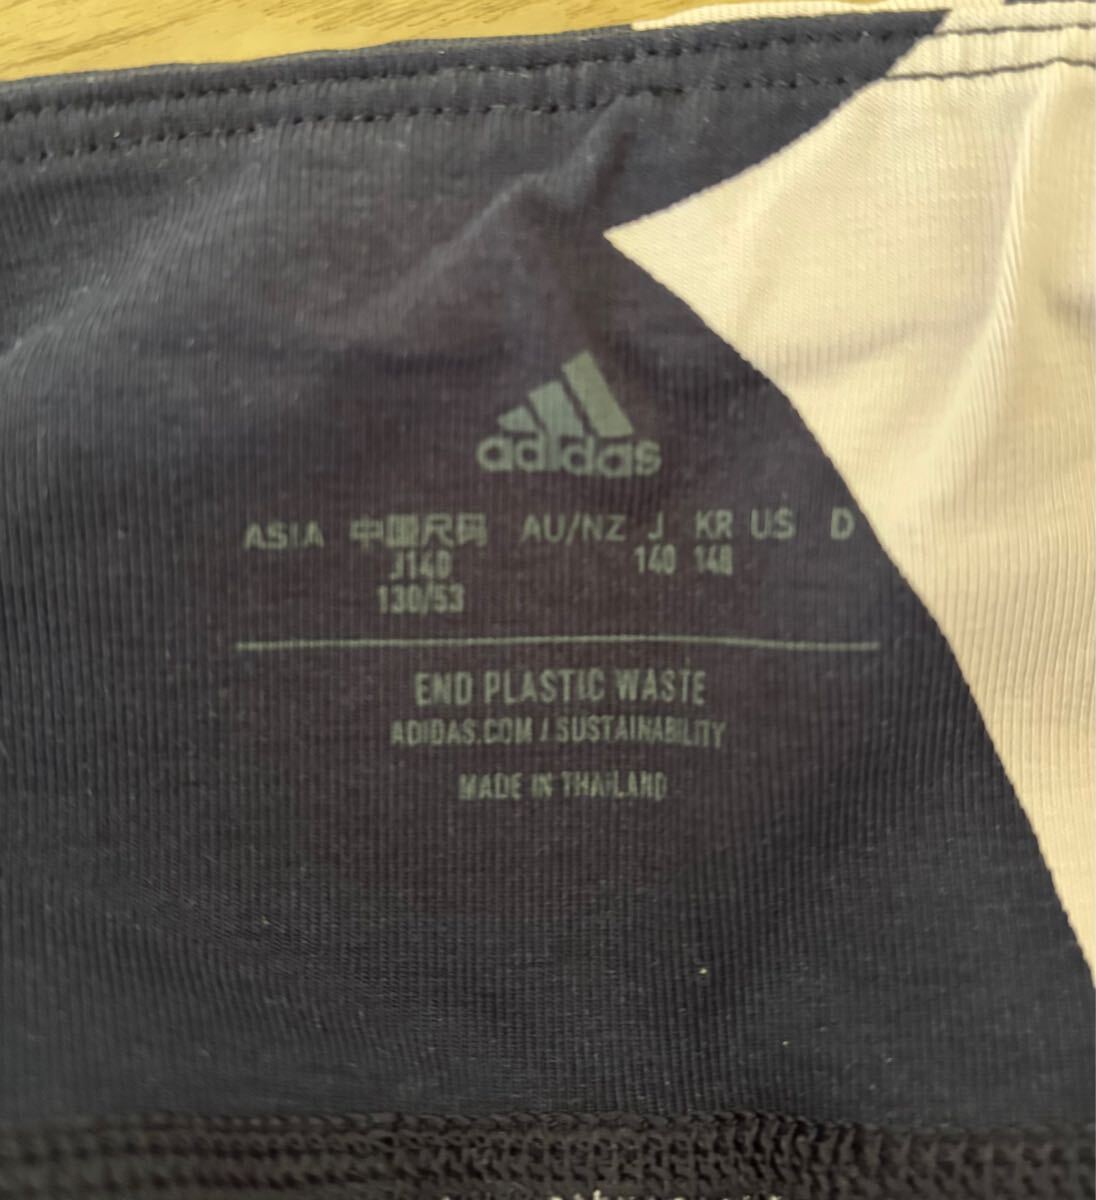 adidas
ASIA 中国尺码 AU/NZ J KR US D
J140 140 140
130/53
END PLASTIC WASTE
ADIDAS.COM / SUSTAINABILITY
MADE IN THAILAND